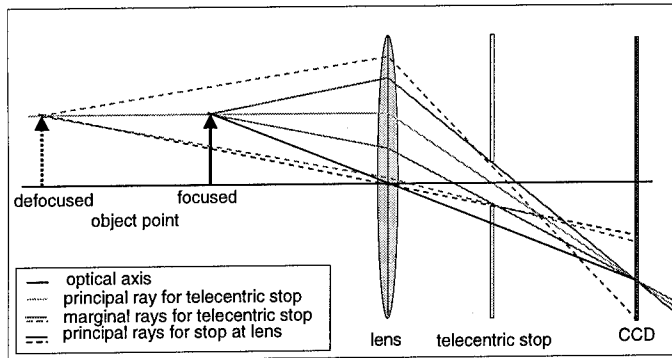 defocused
focused
object point
optical axis
principal ray for telecentric stop
marginal rays for telecentric stop
principal rays for stop at lens
lens
telecentric stop
CCD